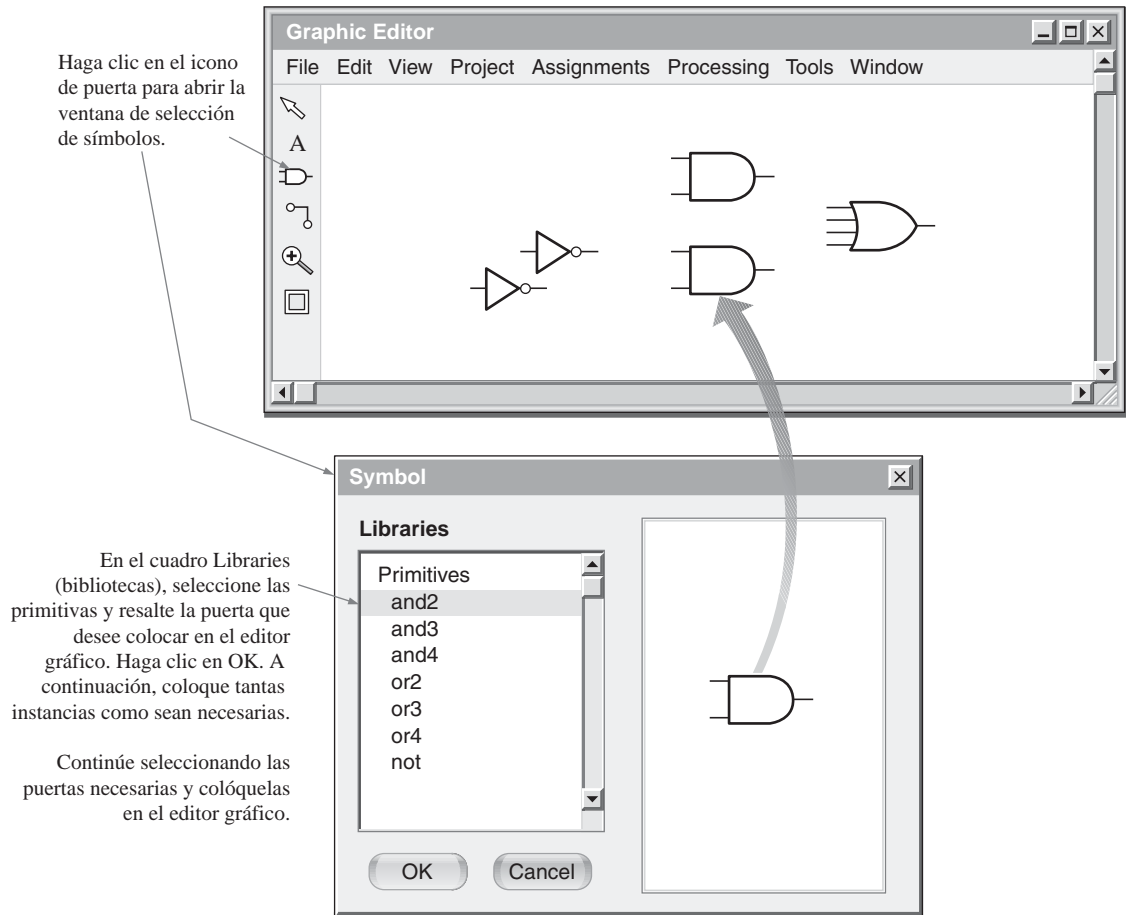 Graphic Editor
File Edit View Project Assignments Processing Tools Window
Haga clic en el icono
de puerta para abrir la
ventana de selección
de símbolos.
A
Symbol
Libraries
Primitives
and2
and3
and4
or2
or3
or4
not
OK
Cancel
En el cuadro Libraries
(bibliotecas), seleccione las
primitivas y resalte la puerta que
desee colocar en el editor
gráfico. Haga clic en OK. A
continuación, coloque tantas
instancias como sean necesarias.
Continúe seleccionando las
puertas necesarias y colóquelas
en el editor gráfico.